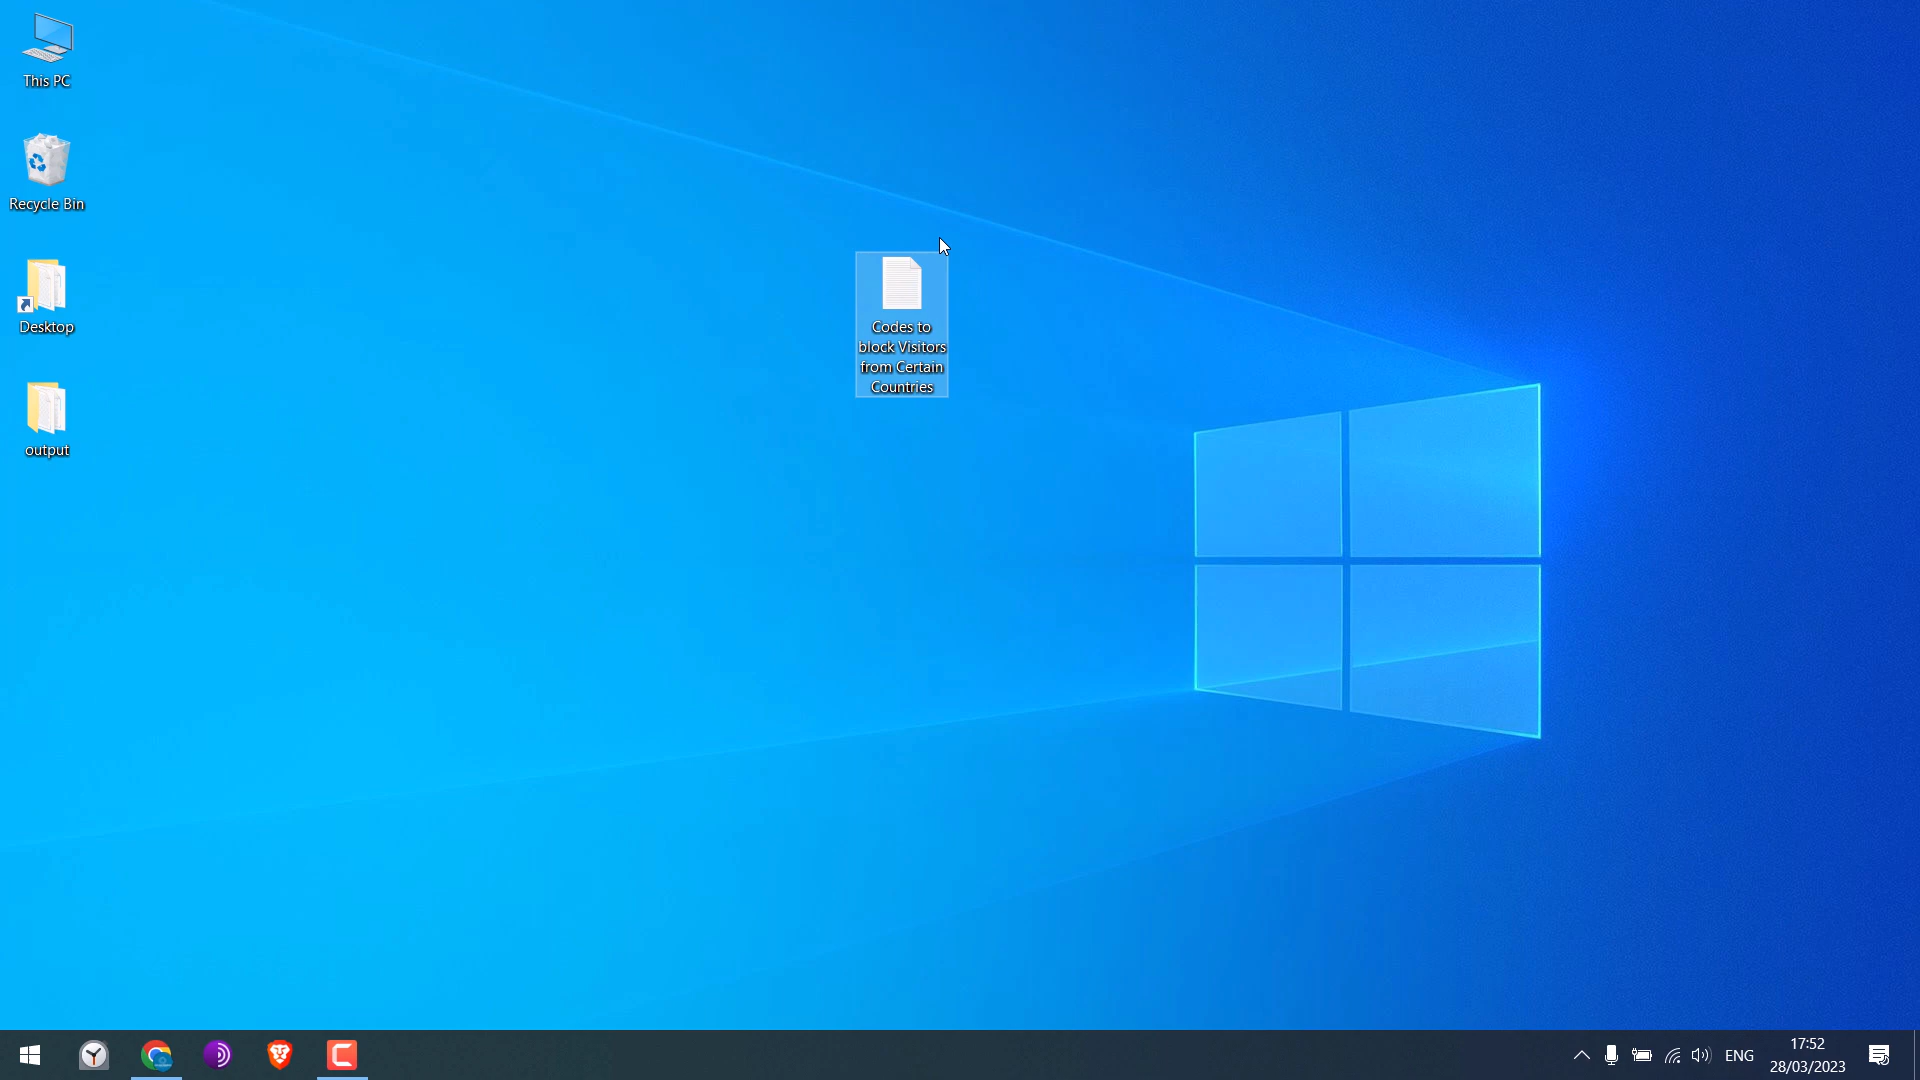 This PC
Recycle Bin
Desktop
output
Codes to
block Visitors
from Certain
Countries
ENG
17:52
28/03/2023